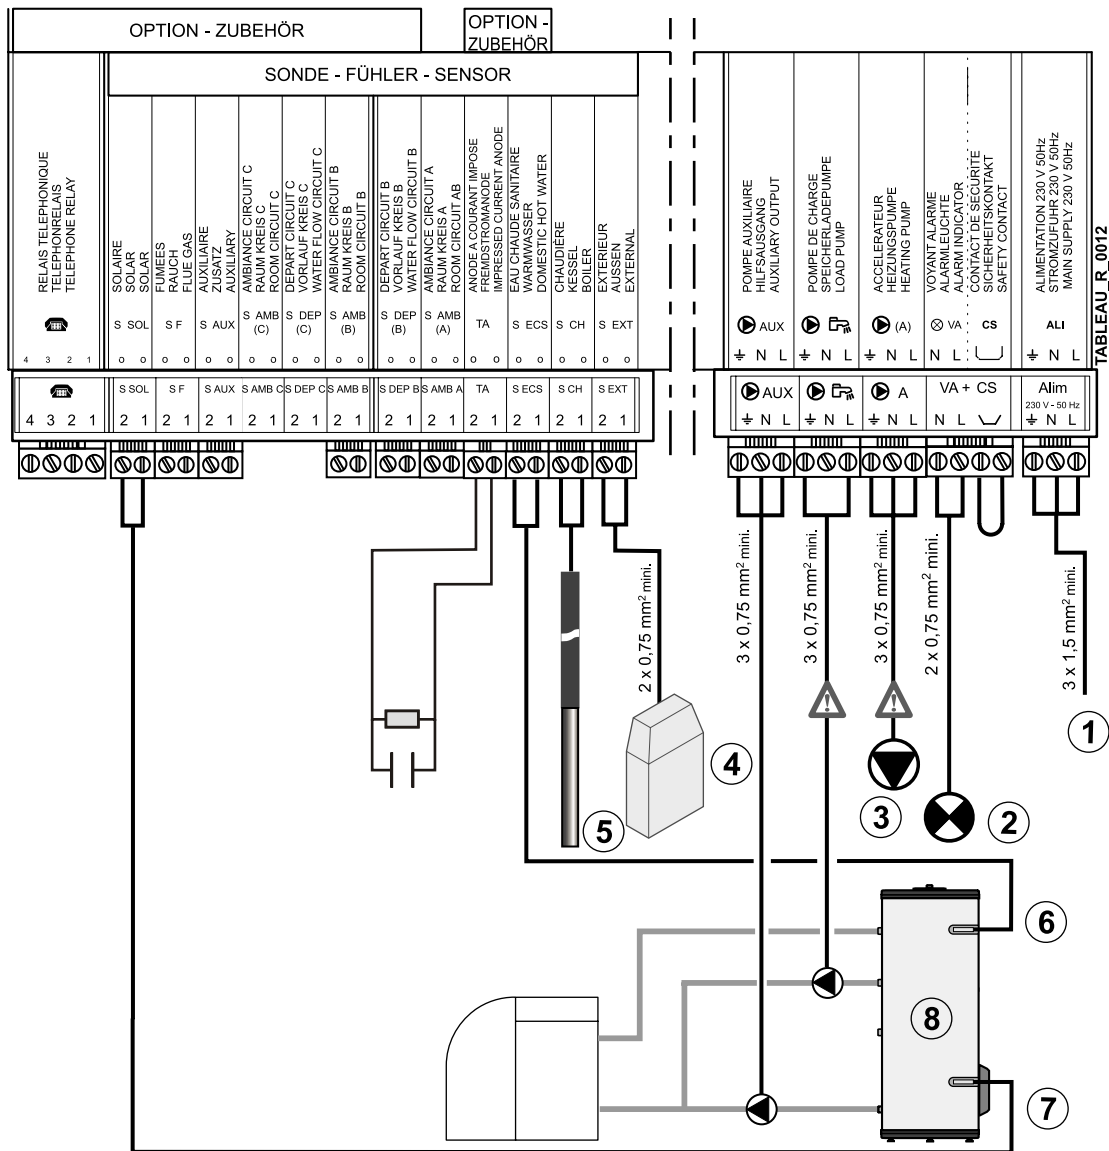 OPTION - ZUBEHÖR
OPTION -
ZUBEHÖR
SONDE - FÜHLER - SENSOR
RELAIS TELEPHONIQUE
TELEPHONRELAIS
TELEPHONE RELAY
SOLAIRE
SOLAR
SOLAR
FUMEES
RAUCH
FLUE GAS
AUXILIAIRE
ZUSATZ
AUXILIARY
AMBIANCE CIRCUIT C
RAUM KREIS C
ROOM CIRCUIT C
DEPART CIRCUIT C
VORLAUF KREIS C
WATER FLOW CIRCUIT C
AMBIANCE CIRCUIT B
RAUM KREIS B
ROOM CIRCUIT B
DEPART CIRCUIT B
VORLAUF KREIS B
WATER FLOW CIRCUIT B
AMBIANCE CIRCUIT A
RAUM KREIS A
ROOM CIRCUIT AB
ANODE A COURANT IMPOSE
FREMDSTROMANODE
IMPRESSED CURRENT ANODE
EAU CHAUDE SANITAIRE
WARMWASSER
DOMESTIC HOT WATER
CHAUDIÈRE
KESSEL
BOILER
EXTERIEUR
AUSSEN
EXTERNAL
POMPE AUXILIAIRE
HILFSAUSGANG
AUXILIARY OUTPUT
POMPE DE CHARGE
SPEICHERLADEPUMPE
LOAD PUMP
ACCELERATEUR
HEIZUNGSPUMPE
HEATING PUMP
VOYANT ALARME
ALARMLEUCHTE
ALARM INDICATOR
CONTACT DE SÉCURITE
SICHERHEITSKONTAKT
SAFETY CONTACT
ALIMENTATION 230 V 50Hz
STROMZUFUHR 230 V 50Hz
MAIN SUPPLY 230 V 50Hz
TABLEAU_R_0012
S SOL
S F
S AUX
S AMB
(C)
S DEP
(C)
S AMB
(B)
S DEP
(B)
S AMB
(A)
TA
S ECS
S CH
S EXT
AUX
(A)
VA
CS
ALI
4 3 2 1
N L
N L
N L
N L
N L
S SOL S F S AUX S AMB C S DEP C S AMB B S DEP B S AMB A TA S ECS S CH S EXT
AUX
A
VA + CS
Alim
230 V - 50 Hz
4 3 2 1 2 1 2 1 2 1 2 1 2 1 2 1 2 1 2 1 2 1 2 1 2 1 2 1
N L
N L
N L
N L
N L
2 x 0,75 mm² mini.
3 x 0,75 mm² mini.
3 x 0,75 mm² mini.
3 x 0,75 mm² mini.
2 x 0,75 mm² mini.
3 x 1,5 mm² mini.
1
4
3
2
5
6
8
7